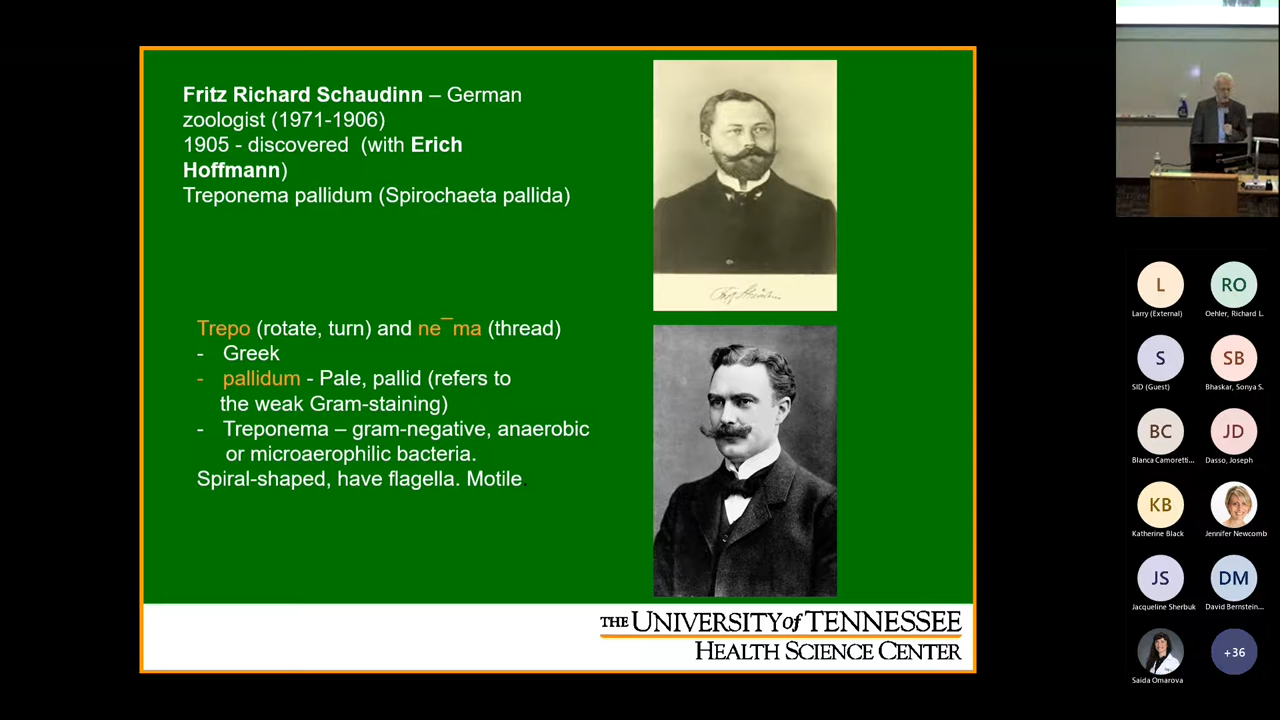 Fritz Richard Schaudinn – German
zoologist (1971-1906)
1905 - discovered (with Erich
Hoffmann)
Treponema pallidum (Spirochaeta pallida)
Trepo (rotate, turn) and ne¯ma (thread)
- Greek
- pallidum - Pale, pallid (refers to
the weak Gram-staining)
- Treponema – gram-negative, anaerobic
or microaerophilic bacteria.
Spiral-shaped, have flagella. Motile.
THE UNIVERSITY of TENNESSEE
HEALTH SCIENCE CENTER
L
RO
Larry (External)
Oehler, Richard L.
S
SB
SID (Guest)
Bhaskar, Sonya S.
BC
JD
Blanca Camoretti...
Dasso, Joseph
KB
Katherine Black
Jennifer Newcomb
JS
DM
Jacqueline Sherbuk
David Bernstein...
+36
Saida Omarova